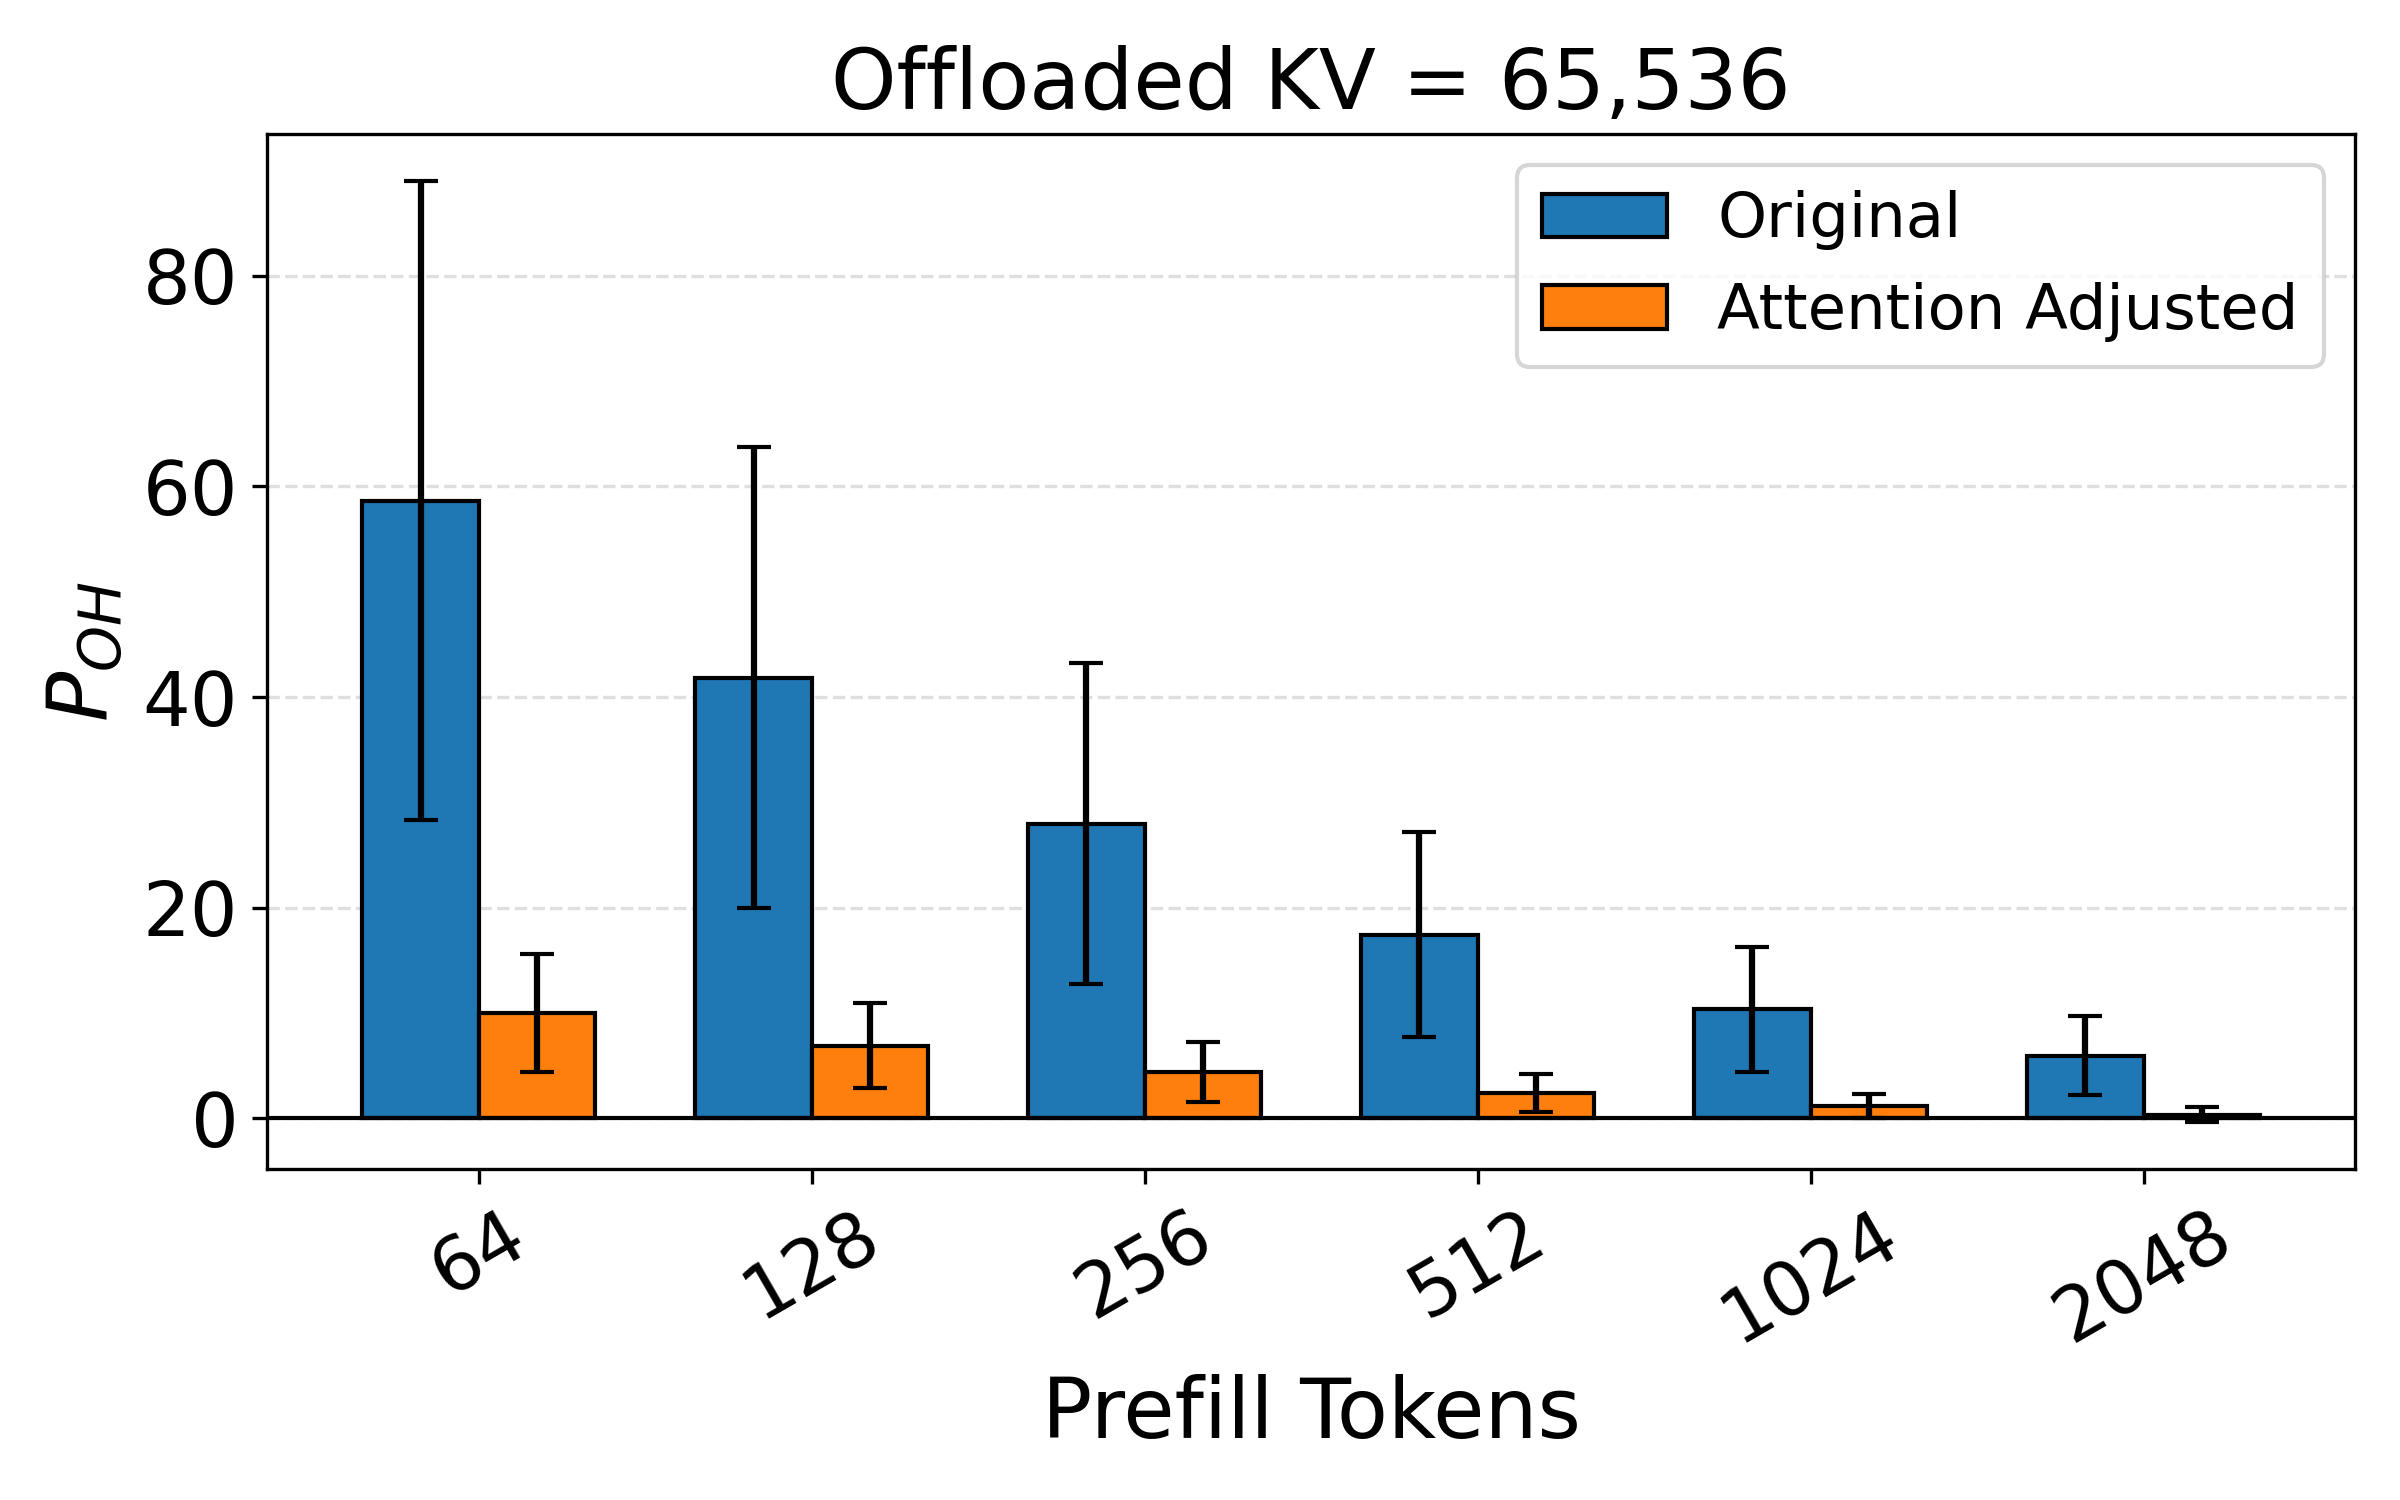 Offloaded KV = 65,536
Original
Attention Adjusted
80
60
40
20
0
P_OH
64
128
256
512
1024
2048
Prefill Tokens